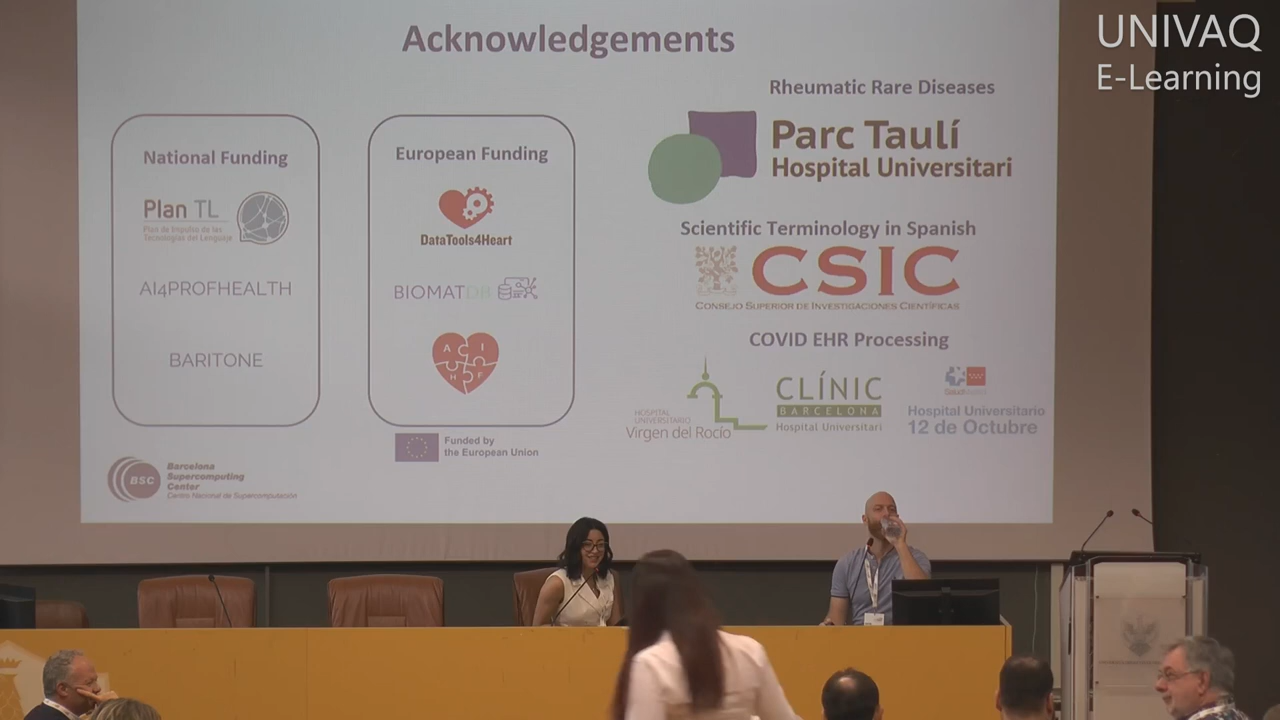 UNIVAQ
E-Learning
Acknowledgements
National Funding
Plan TL
Plan de Impulso de las
Tecnologías del Lenguaje
AI4PROFHEALTH
BARITONE
European Funding
DataTools4Heart
BIOMATDB
A I
H F
Funded by
the European Union
BSC
Barcelona
Supercomputing
Center
Centro Nacional de Supercomputación
Rheumatic Rare Diseases
Parc Taulí
Hospital Universitari
Scientific Terminology in Spanish
CSIC
CONSEJO SUPERIOR DE INVESTIGACIONES CIENTÍFICAS
COVID EHR Processing
HOSPITAL
UNIVERSITARIO
Virgen del Rocío
CLÍNIC
BARCELONA
Hospital Universitari
Hospital Universitario
12 de Octubre